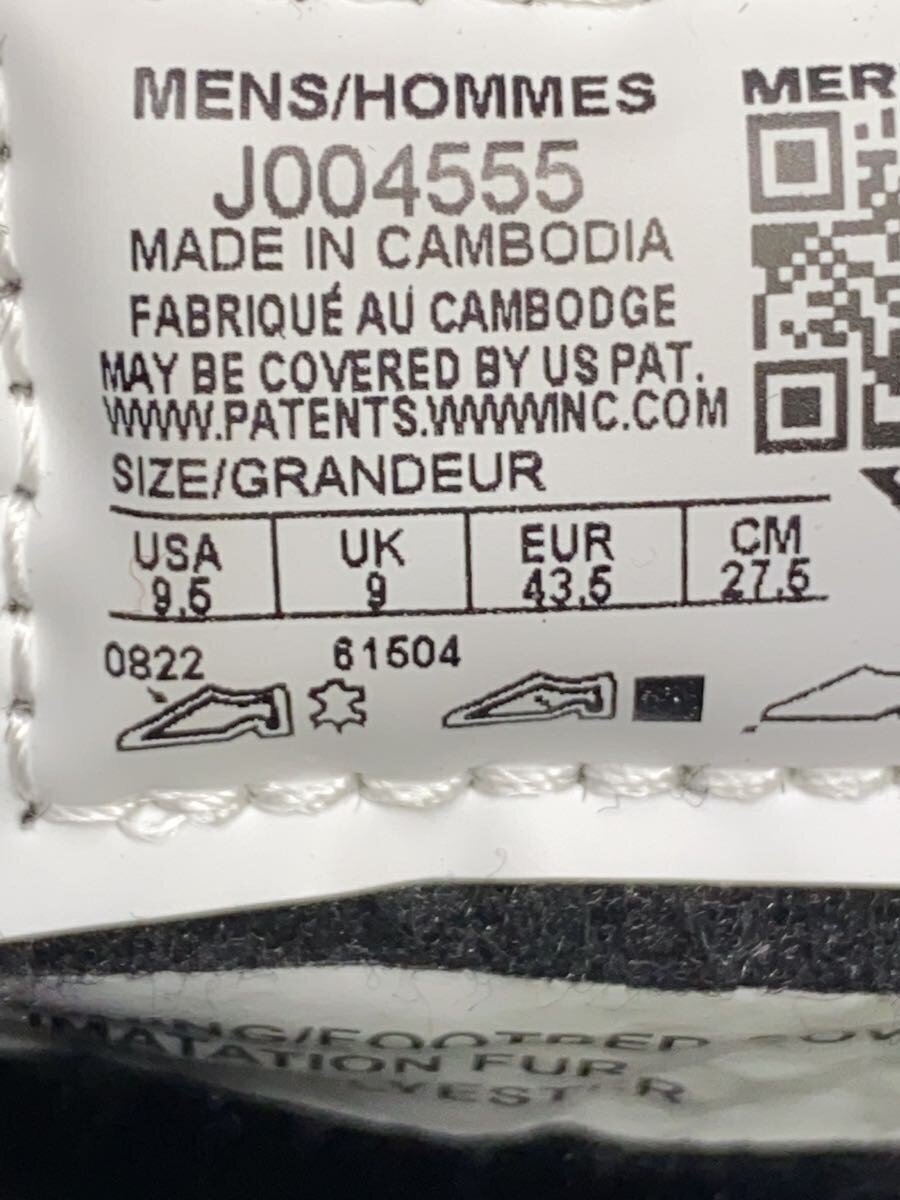 MENS/HOMMES
J004555
MADE IN CAMBODIA
FABRIQUÉ AU CAMBODGE
MAY BE COVERED BY US PAT.
WWW.PATENTS.WWWINC.COM
SIZE/GRANDEUR
USA UK EUR CM
9.5 9 43.5 27.5
0822 61504
FUR